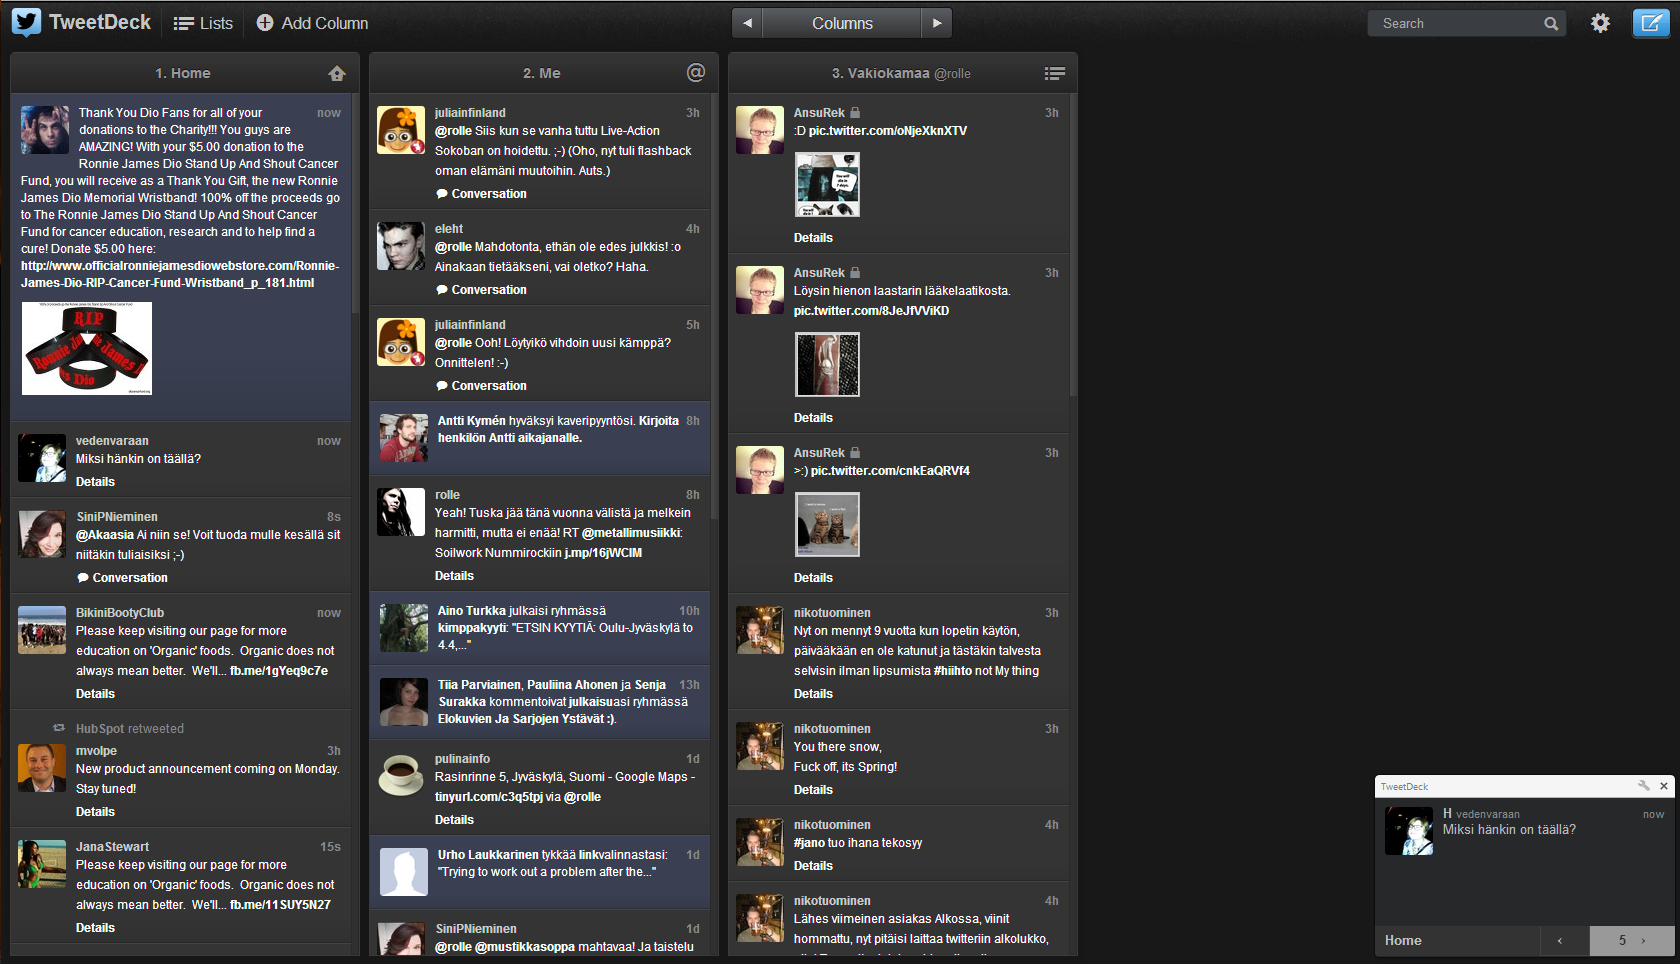 TweetDeck
Lists
Add Column
Columns
Search
1. Home
Thank You Dio Fans for all of your now
donations to the Charity!!! You guys are
AMAZING! With your $5.00 donation to the
Ronnie James Dio Stand Up And Shout Cancer
Fund, you will receive as a Thank You Gift, the new Ronnie
James Dio Memorial Wristband! 100% off the proceeds go
to The Ronnie James Dio Stand Up And Shout Cancer
Fund for cancer education, research and to help find a
cure! Donate $5.00 here:
http://www.officialronniejamesdiowebstore.com/Ronnie-
James-Dio-RIP-Cancer-Fund-Wristband_p_181.html
RIP
Ronnie James
Dio
vedenvaraan now
Miksi hänkin on täällä?
Details
SiniPNieminen 8s
@Akaasia Ai niin se! Voit tuoda mulle kesällä sit
niitäkin tuliaisiksi ;-)
Conversation
BikiniBootyClub now
Please keep visiting our page for more
education on 'Organic' foods. Organic does not
always mean better. We'll... fb.me/1gYeq9c7e
Details
HubSpot retweeted
mvolpe 3h
New product announcement coming on Monday.
Stay tuned!
Details
JanaStewart 15s
Please keep visiting our page for more
education on 'Organic' foods. Organic does not
always mean better. We'll... fb.me/11SUY5N27
Details
2. Me @
juliainfinland 3h
@rolle Siis kun se vanha tuttu Live-Action
Sokoban on hoidettu. ;-) (Oho, nyt tuli flashback
oman elämäni muutoihin. Auts.)
Conversation
eleht 4h
@rolle Mahdotonta, ethän ole edes julkkis! :o
Ainakaan tietääkseni, vai oletko? Haha.
Conversation
juliainfinland 5h
@rolle Ooh! Löytyikö vihdoin uusi kämppä?
Onnittelen! :-)
Conversation
Antti Kymén hyväksyi kaveripyyntösi. Kirjoita 8h
henkilön Antti aikajanalle.
rolle 8h
Yeah! Tuska jää tänä vuonna välistä ja melkein
harmitti, mutta ei enää! RT @metallimusiikki:
Soilwork Nummirockiin j.mp/16jWCIM
Details
Aino Turkka julkaisi ryhmässä 10h
kimppakyyti: "ETSIN KYYTIÄ: Oulu-Jyväskylä to
4.4,..."
Tiia Parviainen, Pauliina Ahonen ja Senja 13h
Surakka kommentoivat julkaisuasi ryhmässä
Elokuvien Ja Sarjojen Ystävät :).
pulinainfo 1d
Rasinrinne 5, Jyväskylä, Suomi - Google Maps -
tinyurl.com/c3q5tpj via @rolle
Details
Urho Laukkarinen tykkää linkvalinnastasi: 1d
"Trying to work out a problem after the..."
SiniPNieminen 1d
@rolle @mustikkasoppa mahtavaa! Ja taistelu
3. Vakiokamaa @rolle
AnsuRek 3h
:D pic.twitter.com/oNjeXknXTV
Details
AnsuRek 3h
Löysin hienon laastarin lääkelaatikosta.
pic.twitter.com/8JeJfVViKD
Details
AnsuRek 3h
>:) pic.twitter.com/cnkEaQRVf4
Details
nikotuominen 3h
Nyt on mennyt 9 vuotta kun lopetin käytön,
päivääkään en ole katunut ja tästäkin talvesta
selvisin ilman lipsumista #hiihto not My thing
Details
nikotuominen 3h
You there snow,
Fuck off, its Spring!
Details
nikotuominen 4h
#jano tuo ihana tekosyy
Details
nikotuominen 4h
Lähes viimeinen asiakas Alkossa, viinit
hommattu, nyt pitäisi laittaa twitteriin alkolukko,
TweetDeck
H vedenvaraan now
Miksi hänkin on täällä?
Home ‹ 5 ›